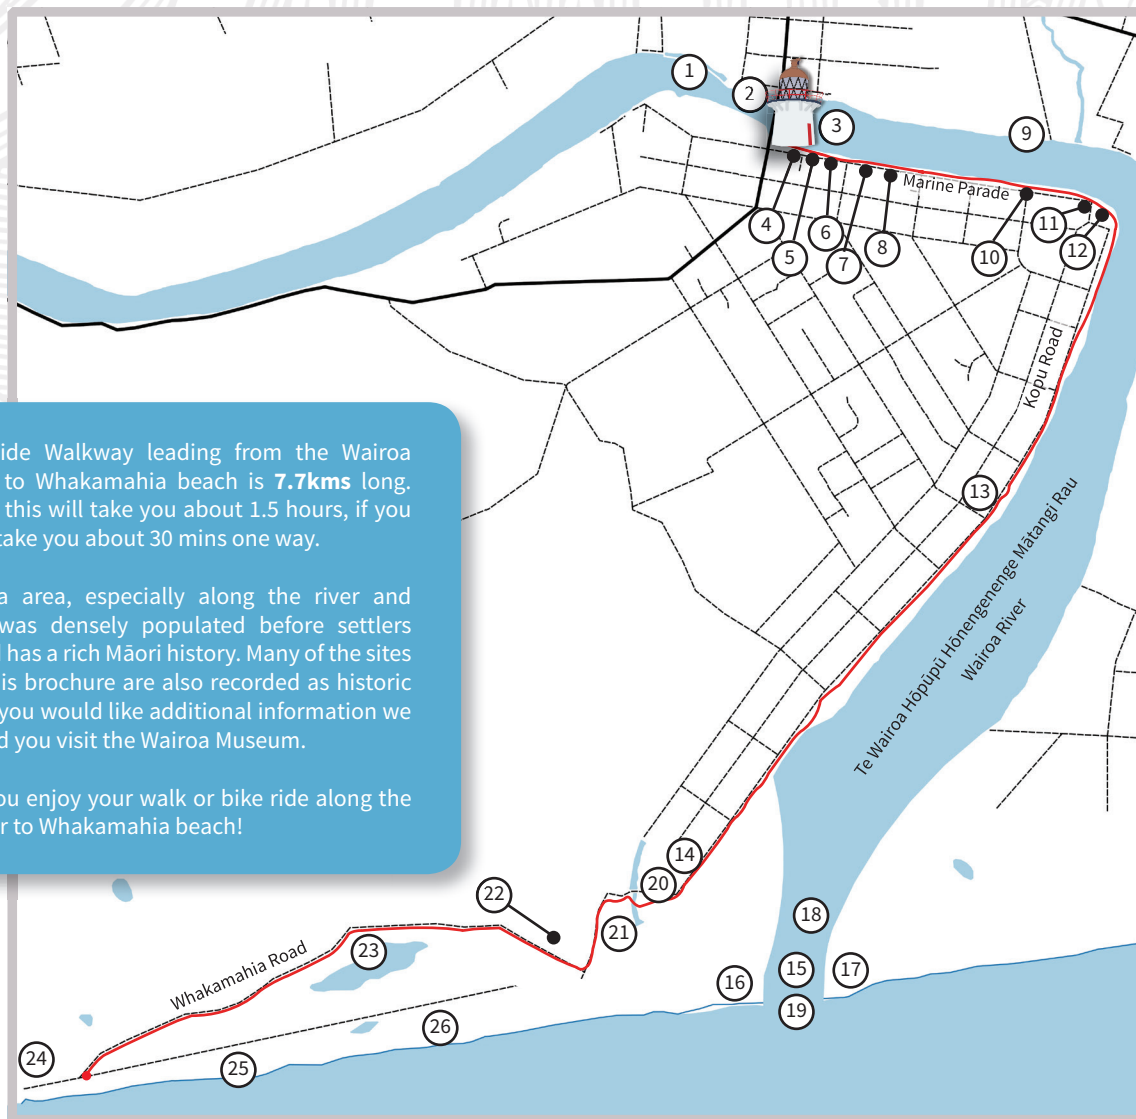 1
2
3
9
Marine Parade
4
5
6
7
8
10
11
12
Kopu Road
13
Te Wairoa Hōpūpū Hōnengenenge Mātangi Rau
Wairoa River
ide Walkway leading from the Wairoa
to Whakamahia beach is 7.7kms long.
this will take you about 1.5 hours, if you
take you about 30 mins one way.
a area, especially along the river and
was densely populated before settlers
d has a rich Māori history. Many of the sites
is brochure are also recorded as historic
you would like additional information we
d you visit the Wairoa Museum.
ou enjoy your walk or bike ride along the
r to Whakamahia beach!
14
20
22
21
18
23
Whakamahia Road
15
17
16
19
26
24
25